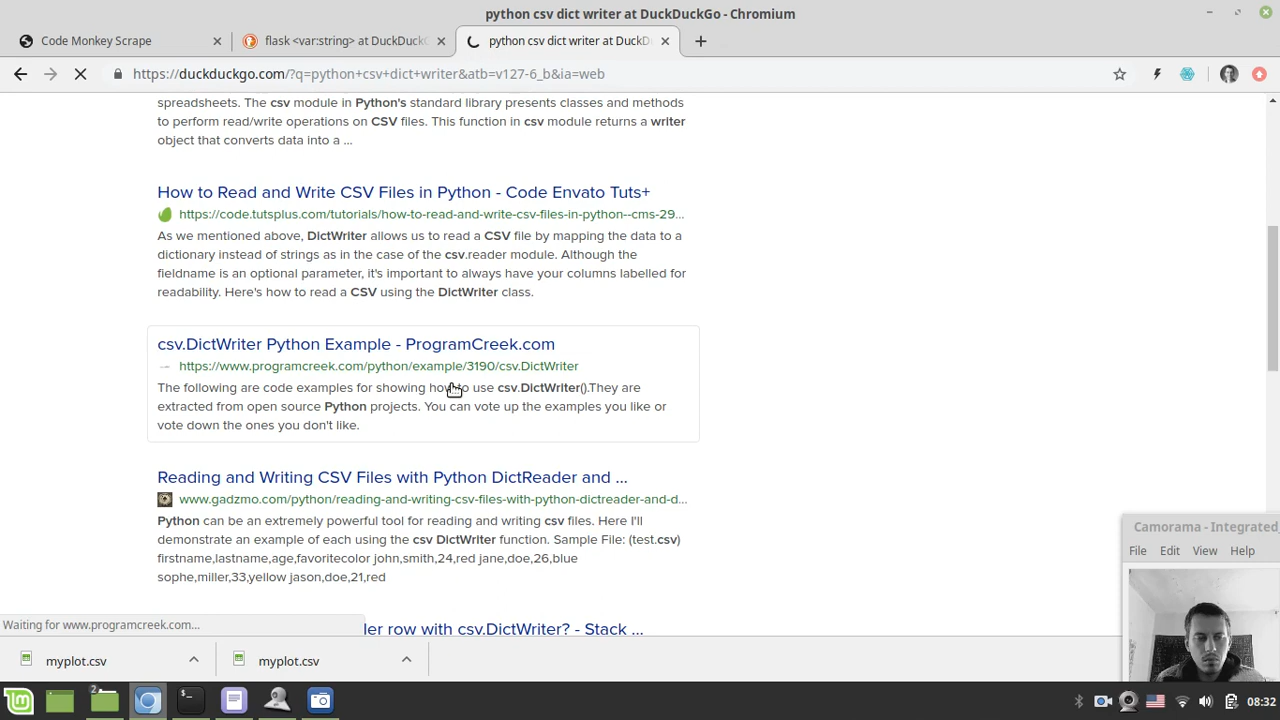 python csv dict writer at DuckDuckGo - Chromium
Code Monkey Scrape
flask <var:string> at DuckDuckG
python csv dict writer at DuckD
https://duckduckgo.com/?q=python+csv+dict+writer&atb=v127-6_b&ia=web
spreadsheets. The csv module in Python's standard library presents classes and methods
to perform read/write operations on CSV files. This function in csv module returns a writer
object that converts data into a ...
How to Read and Write CSV Files in Python - Code Envato Tuts+
https://code.tutsplus.com/tutorials/how-to-read-and-write-csv-files-in-python--cms-29...
As we mentioned above, DictWriter allows us to read a CSV file by mapping the data to a
dictionary instead of strings as in the case of the csv.reader module. Although the
fieldname is an optional parameter, it's important to always have your columns labelled for
readability. Here's how to read a CSV using the DictWriter class.
csv.DictWriter Python Example - ProgramCreek.com
https://www.programcreek.com/python/example/3190/csv.DictWriter
The following are code examples for showing how to use csv.DictWriter().They are
extracted from open source Python projects. You can vote up the examples you like or
vote down the ones you don't like.
Reading and Writing CSV Files with Python DictReader and ...
www.gadzmo.com/python/reading-and-writing-csv-files-with-python-dictreader-and-d...
Python can be an extremely powerful tool for reading and writing csv files. Here I'll
demonstrate an example of each using the csv DictWriter function. Sample File: (test.csv)
firstname,lastname,age,favoritecolor john,smith,24,red jane,doe,26,blue
sophe,miller,33,yellow jason,doe,21,red
Camorama - Integrated
File Edit View Help
Waiting for www.programcreek.com...
ler row with csv.DictWriter? - Stack ...
myplot.csv
myplot.csv
2
08:32